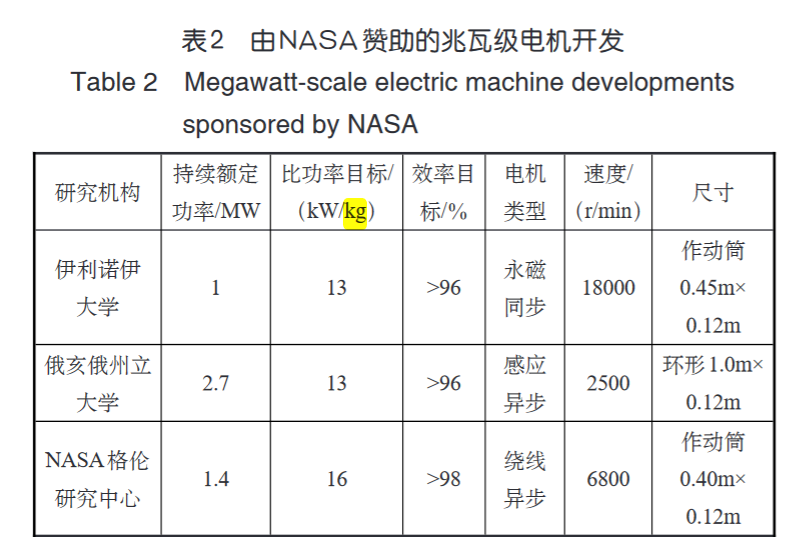 表2 由NASA赞助的兆瓦级电机开发
Table 2 Megawatt-scale electric machine developments
sponsored by NASA
研究机构 持续额定功率/MW 比功率目标/(kW/kg) 效率目标/% 电机类型 速度/(r/min) 尺寸
伊利诺伊大学 1 13 >96 永磁同步 18000 作动筒0.45m×0.12m
俄亥俄州立大学 2.7 13 >96 感应异步 2500 环形1.0m×0.12m
NASA格伦研究中心 1.4 16 >98 绕线异步 6800 作动筒0.40m×0.12m